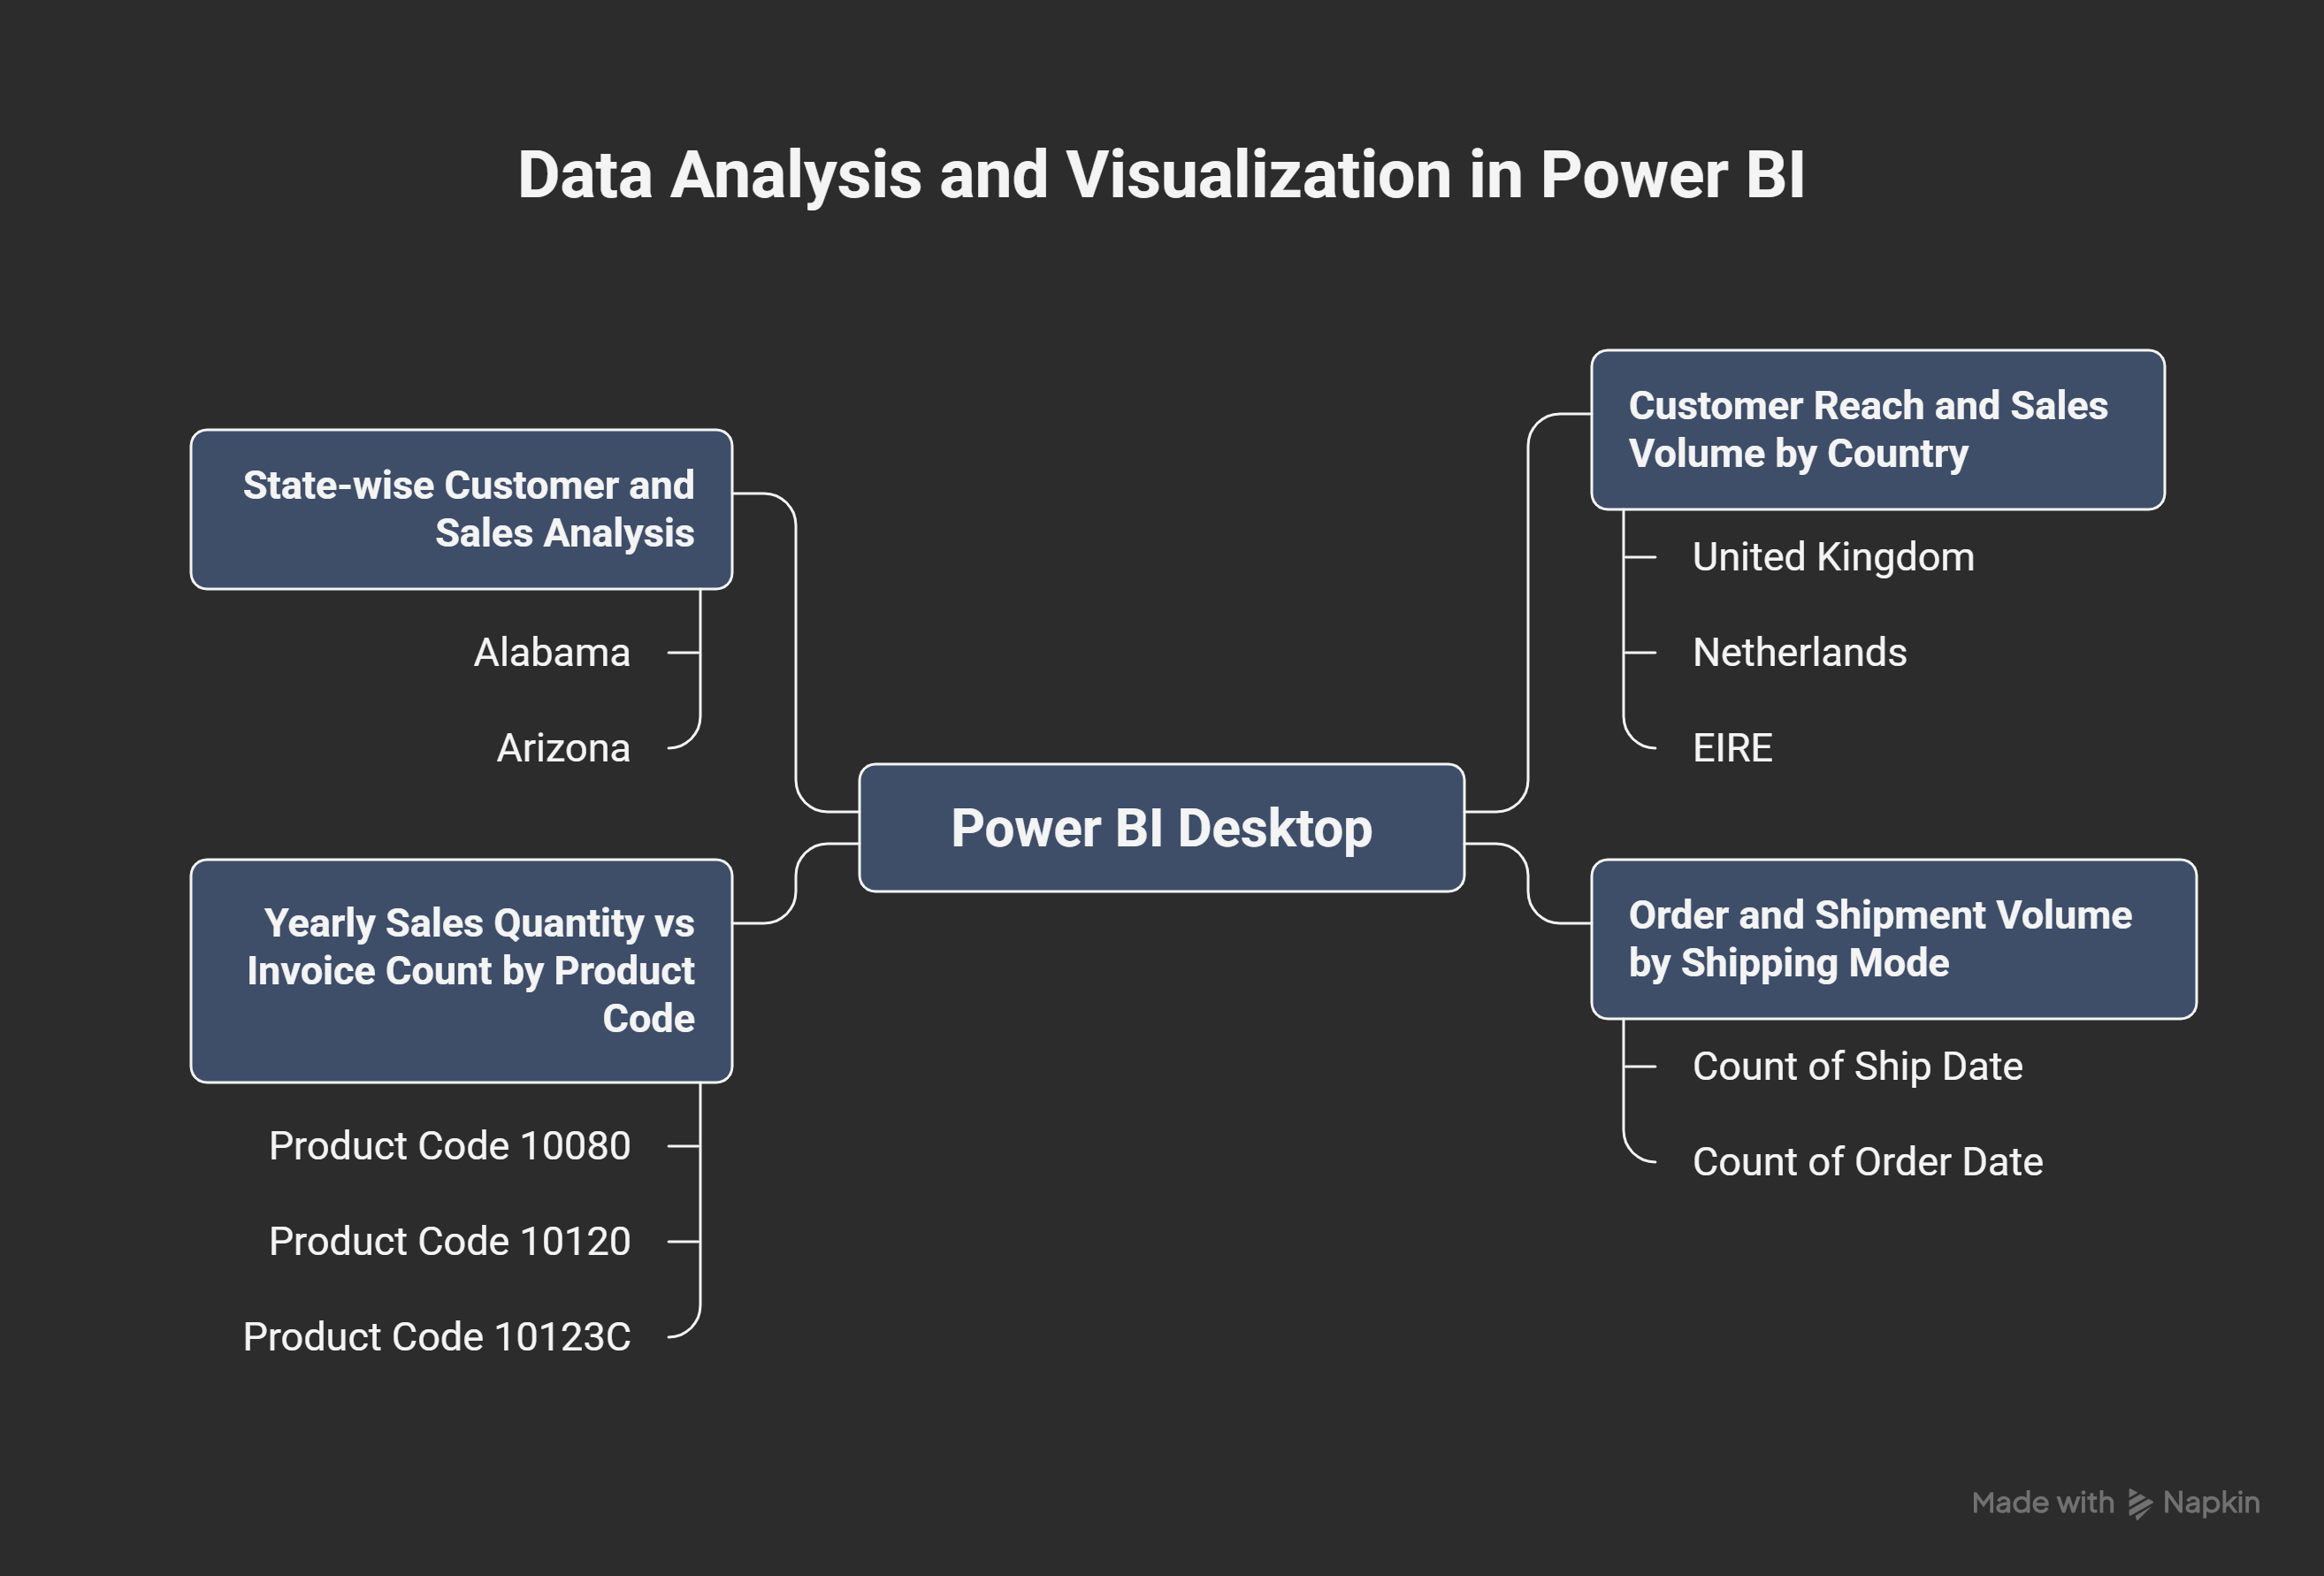 Data Analysis and Visualization in Power BI
State-wise Customer and
Sales Analysis
Alabama
Arizona
Yearly Sales Quantity vs
Invoice Count by Product
Code
Product Code 10080
Product Code 10120
Product Code 10123C
Power BI Desktop
Customer Reach and Sales
Volume by Country
United Kingdom
Netherlands
EIRE
Order and Shipment Volume
by Shipping Mode
Count of Ship Date
Count of Order Date
Made with Napkin